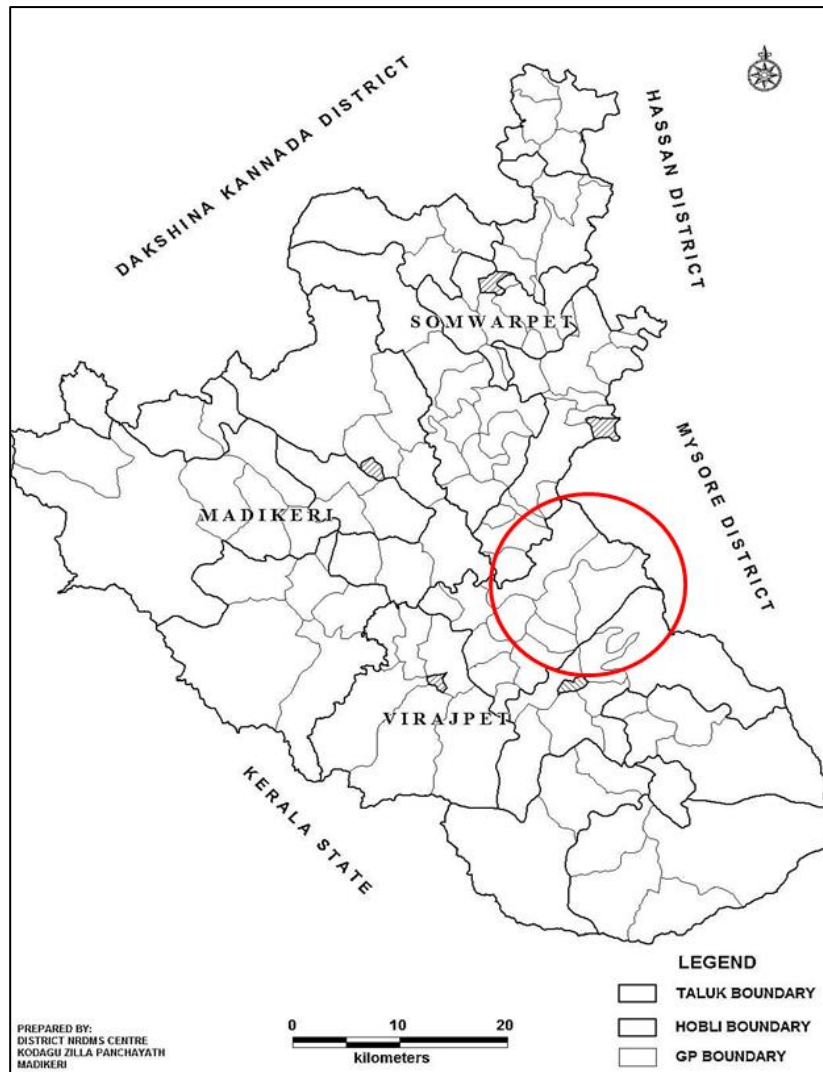 DAKSHINA KANNADA DISTRICT
HASSAN DISTRICT
SOMWARPET
MYSORE DISTRICT
MADIKERI
VIRAJPET
KERALA STATE
LEGEND
TALUK BOUNDARY
HOBLI BOUNDARY
GP BOUNDARY
0 10 20
kilometers
PREPARED BY:
DISTRICT NRDMS CENTRE
KODAGU ZILLA PANCHAYATH
MADIKERI